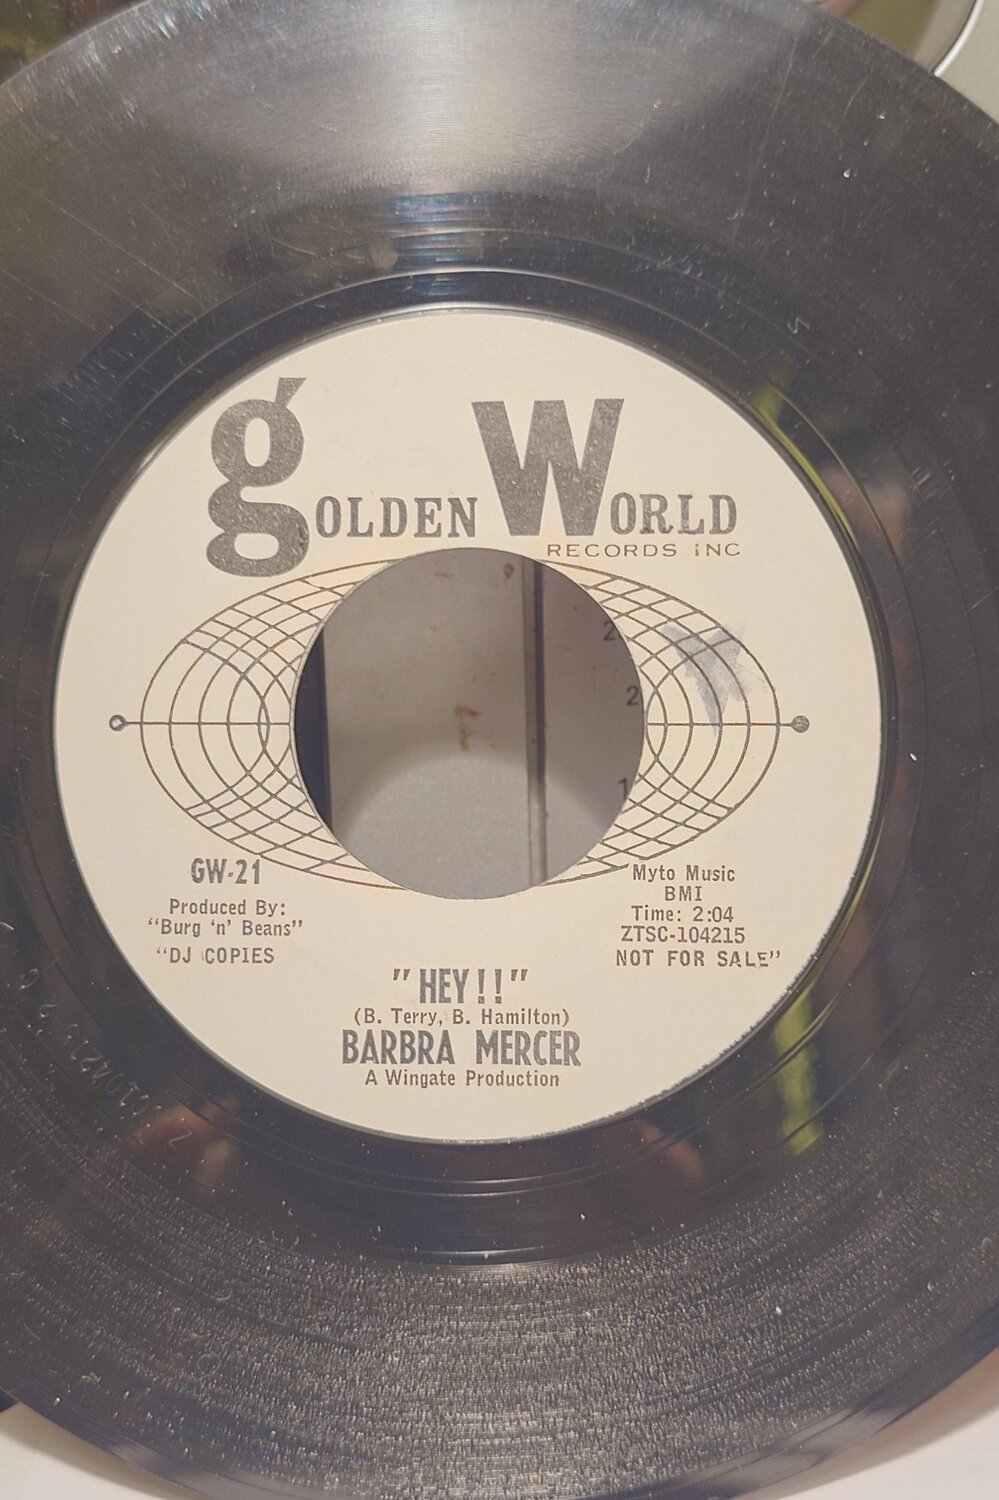 gOLDEN WORLD
RECORDS INC
GW-21
Produced By:
"Burg 'n' Beans"
"DJ COPIES
Myto Music
BMI
Time: 2:04
ZTSC-104215
NOT FOR SALE"
"HEY!!"
(B. Terry, B. Hamilton)
BARBRA MERCER
A Wingate Production